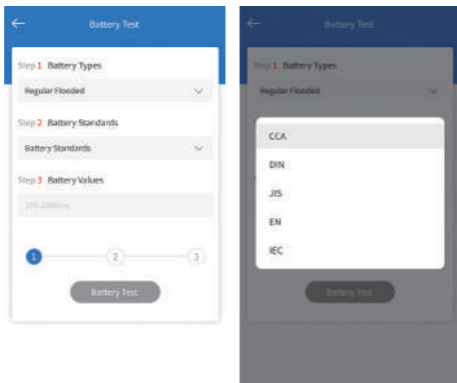 Battery Test
Step 1 Battery Types
Regular Flooded
Step 2 Battery Standards
Battery Standards
Step 3 Battery Values
1
2
3
Battery Test
Battery Test
Step 1 Battery Types
Regular Flooded
CCA
DIN
JIS
EN
IEC
Battery Test